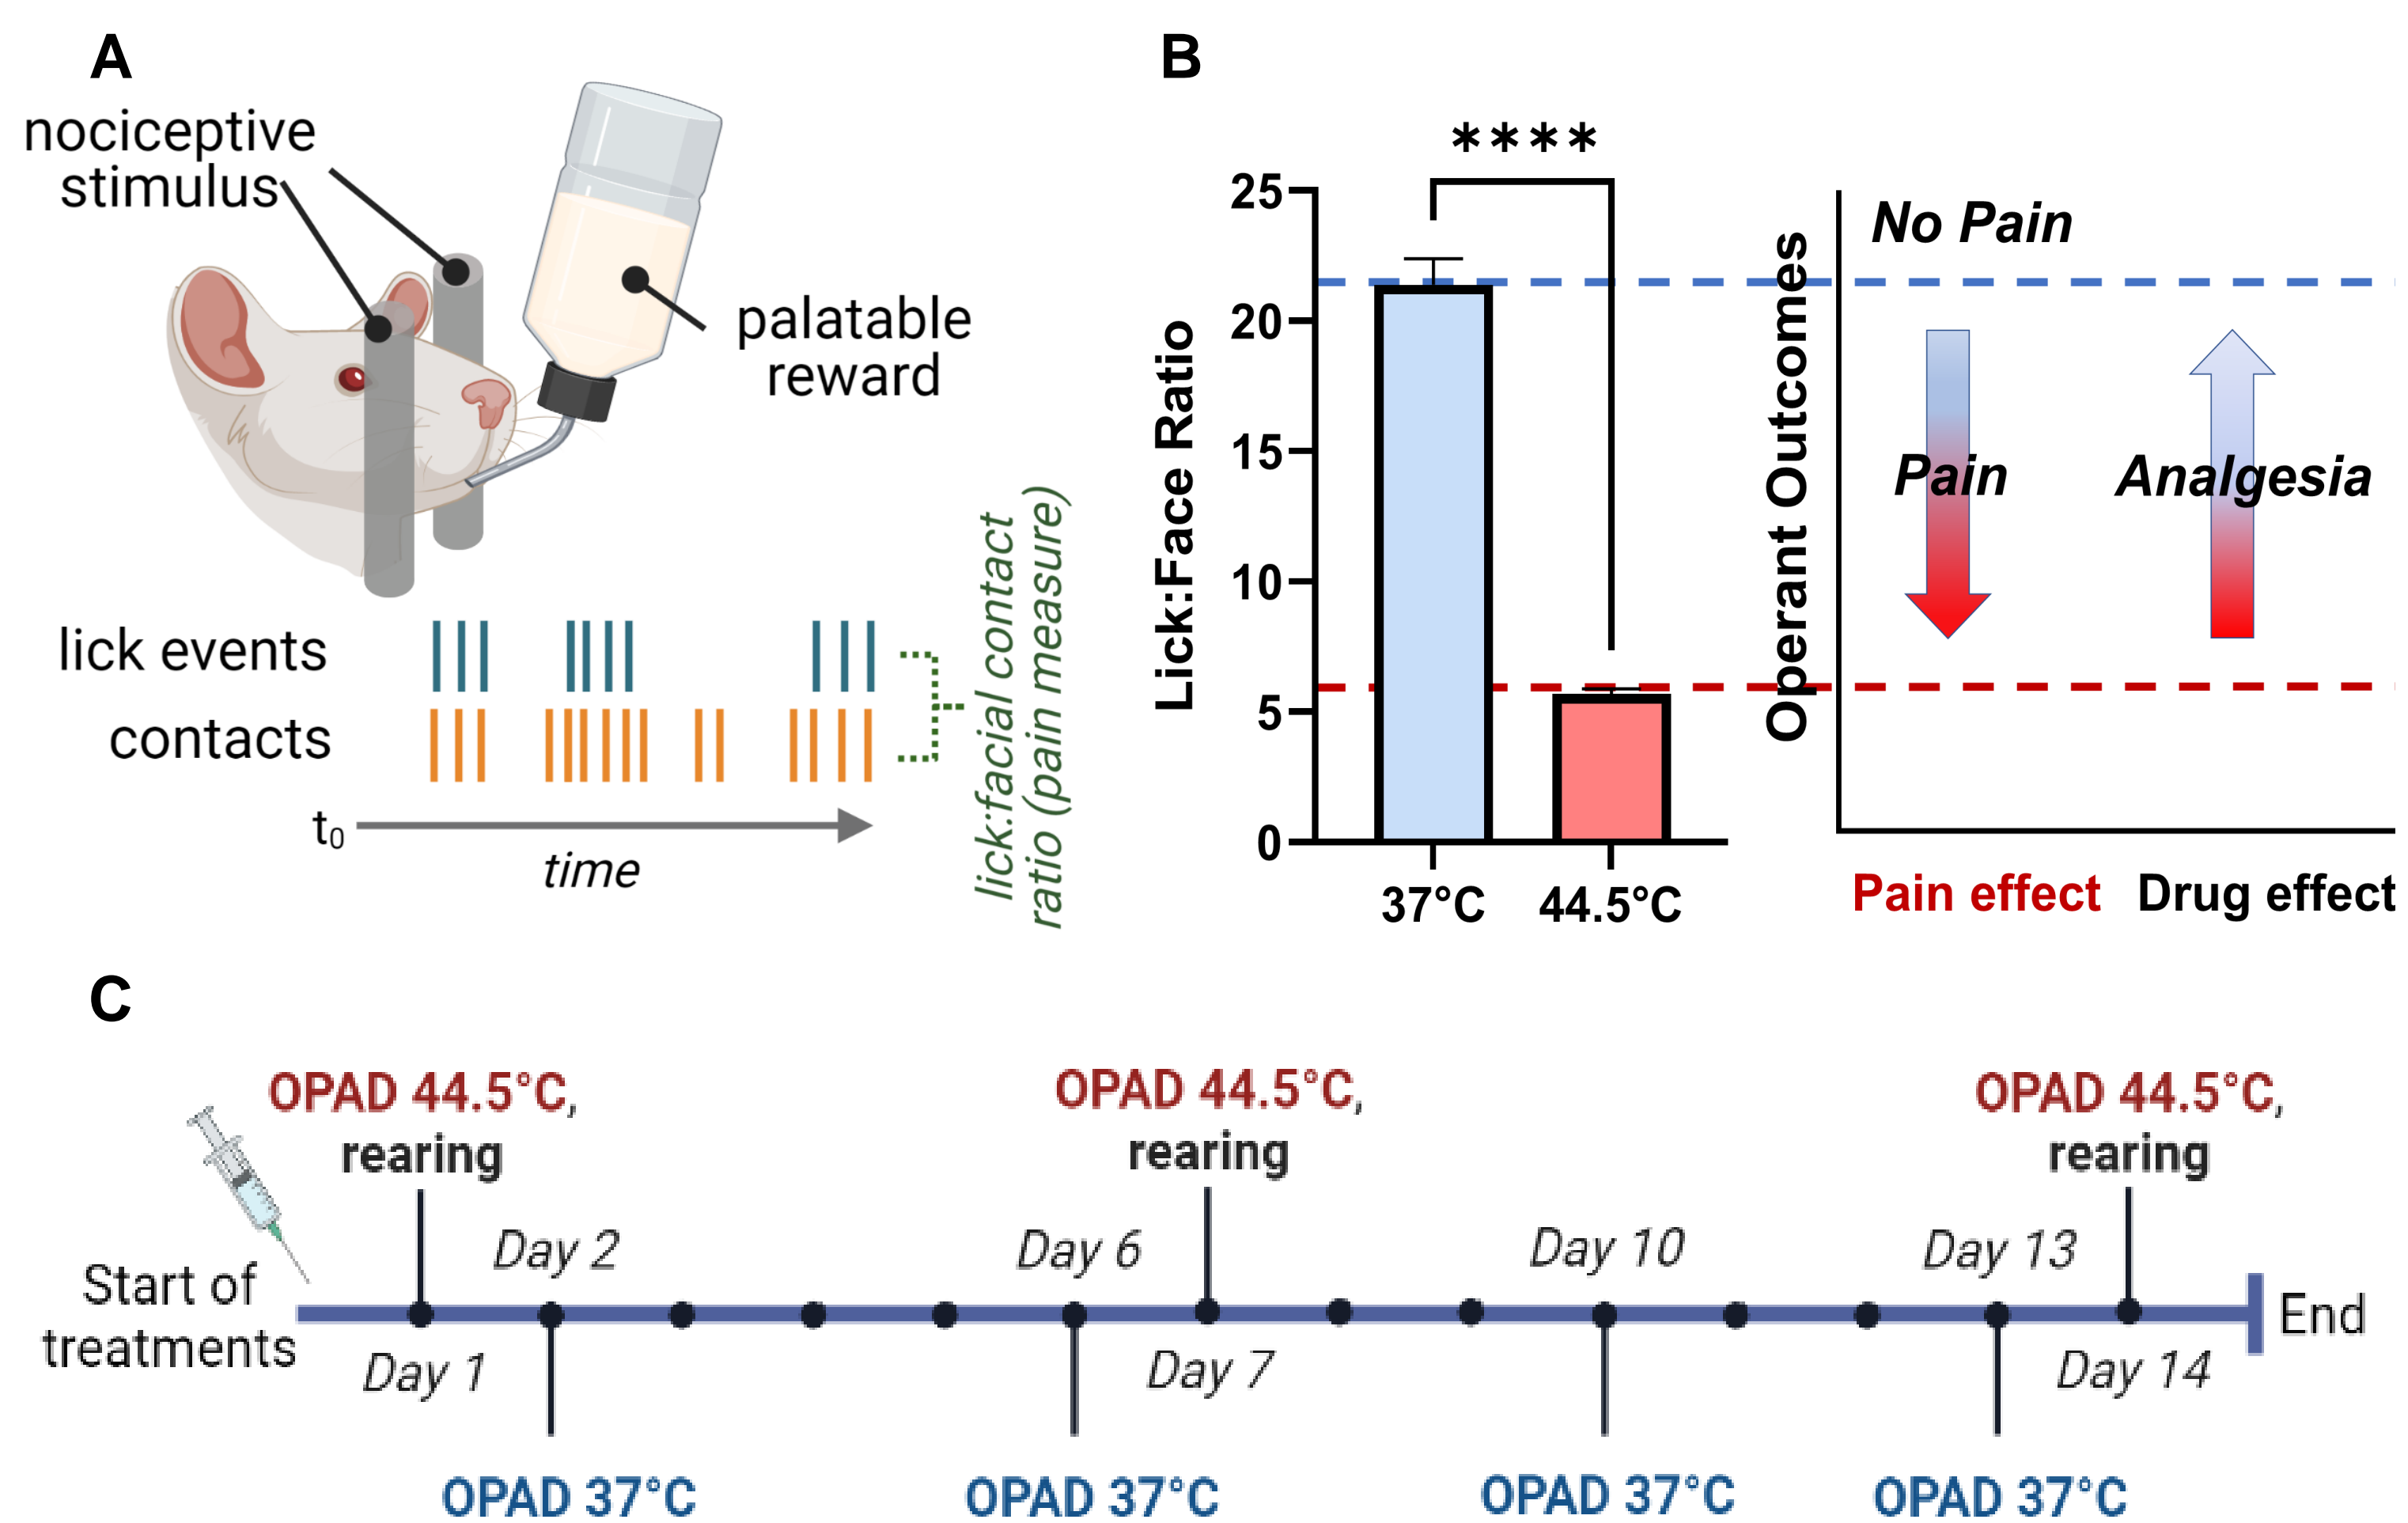 A
nociceptive
stimulus
palatable
reward
lick events
contacts
t₀
time
lick:facial contact
ratio (pain measure)
B
****
Lick:Face Ratio
25
20
15
10
5
0
37°C
44.5°C
Operant Outcomes
No Pain
Pain
Analgesia
Pain effect
Drug effect
C
OPAD 44.5°C,
rearing
OPAD 44.5°C,
rearing
OPAD 44.5°C,
rearing
Day 2
Day 6
Day 10
Day 13
Start of
treatments
End
Day 1
Day 7
Day 14
OPAD 37°C
OPAD 37°C
OPAD 37°C
OPAD 37°C